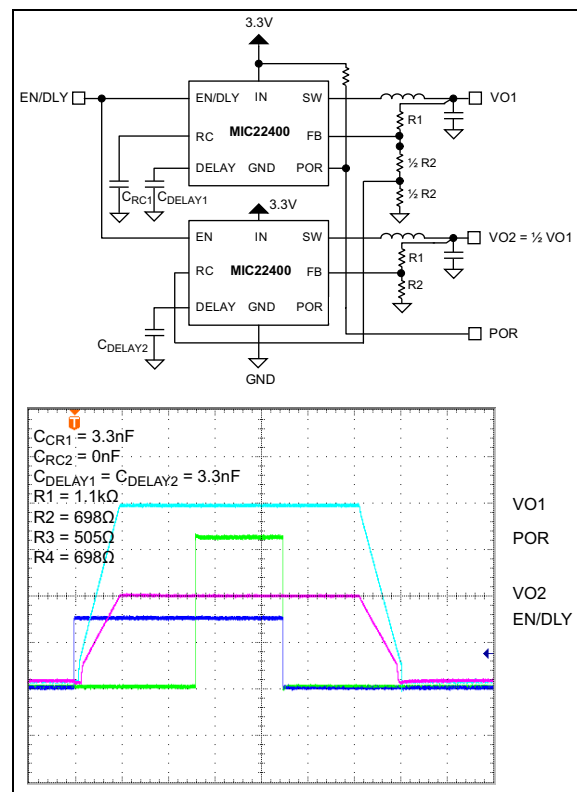 3.3V
EN/DLY
EN/DLY
IN
SW
VO1
R1
RC
MIC22400
FB
½ R2
DELAY
GND
POR
CRC1
CDELAY1
½ R2
3.3V
EN
IN
SW
VO2 = ½ VO1
R1
RC
MIC22400
FB
R2
DELAY
GND
POR
CDELAY2
POR
GND
T
CCR1 = 3.3nF
CRC2 = 0nF
CDELAY1 = CDELAY2 = 3.3nF
R1 = 1.1kΩ
R2 = 698Ω
R3 = 505Ω
R4 = 698Ω
VO1
POR
VO2
EN/DLY